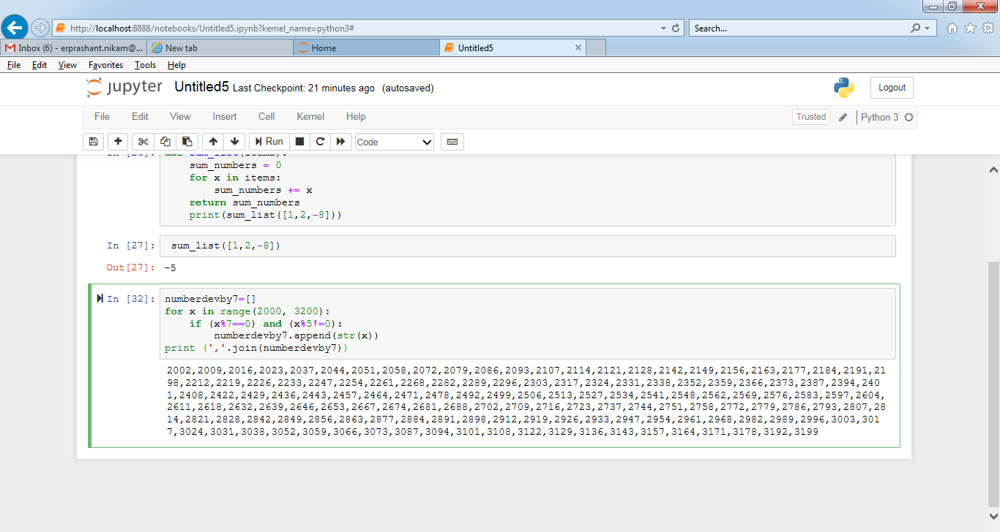 http://localhost:8888/notebooks/Untitled5.ipynb?kernel_name=python3#
Search...
Inbox (6) - erprashant.nikam@...
New tab
Home
Untitled5
File Edit View Favorites Tools Help
jupyter Untitled5 Last Checkpoint: 21 minutes ago (autosaved)
Logout
File Edit View Insert Cell Kernel Help
Trusted
Python 3
Run
Code
sum_numbers = 0
for x in items:
sum_numbers += x
return sum_numbers
print(sum_list([1,2,-8]))
In [27]: sum_list([1,2,-8])
Out[27]: -5
In [32]: numberdevby7=[]
for x in range(2000, 3200):
if (x%7==0) and (x%5!=0):
numberdevby7.append(str(x))
print (','.join(numberdevby7))
2002,2009,2016,2023,2037,2044,2051,2058,2072,2079,2086,2093,2107,2114,2121,2128,2142,2149,2156,2163,2177,2184,2191,21
98,2212,2219,2226,2233,2247,2254,2261,2268,2282,2289,2296,2303,2317,2324,2331,2338,2352,2359,2366,2373,2387,2394,240
1,2408,2422,2429,2436,2443,2457,2464,2471,2478,2492,2499,2506,2513,2527,2534,2541,2548,2562,2569,2576,2583,2597,2604,
2611,2618,2632,2639,2646,2653,2667,2674,2681,2688,2702,2709,2716,2723,2737,2744,2751,2758,2772,2779,2786,2793,2807,28
14,2821,2828,2842,2849,2856,2863,2877,2884,2891,2898,2912,2919,2926,2933,2947,2954,2961,2968,2982,2989,2996,3003,301
7,3024,3031,3038,3052,3059,3066,3073,3087,3094,3101,3108,3122,3129,3136,3143,3157,3164,3171,3178,3192,3199